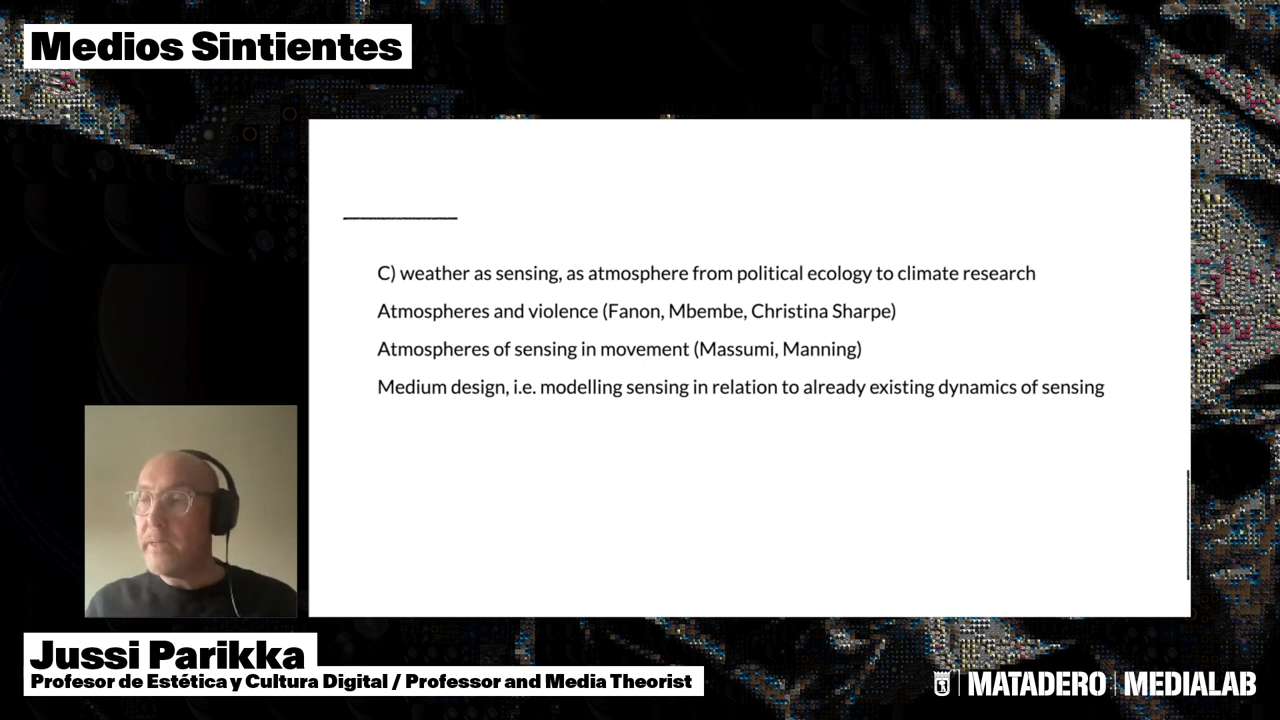 Medios Sintientes
C) weather as sensing, as atmosphere from political ecology to climate research
Atmospheres and violence (Fanon, Mbembe, Christina Sharpe)
Atmospheres of sensing in movement (Massumi, Manning)
Medium design, i.e. modelling sensing in relation to already existing dynamics of sensing
Jussi Parikka
Profesor de Estética y Cultura Digital / Professor and Media Theorist
MATADERO | MEDIALAB